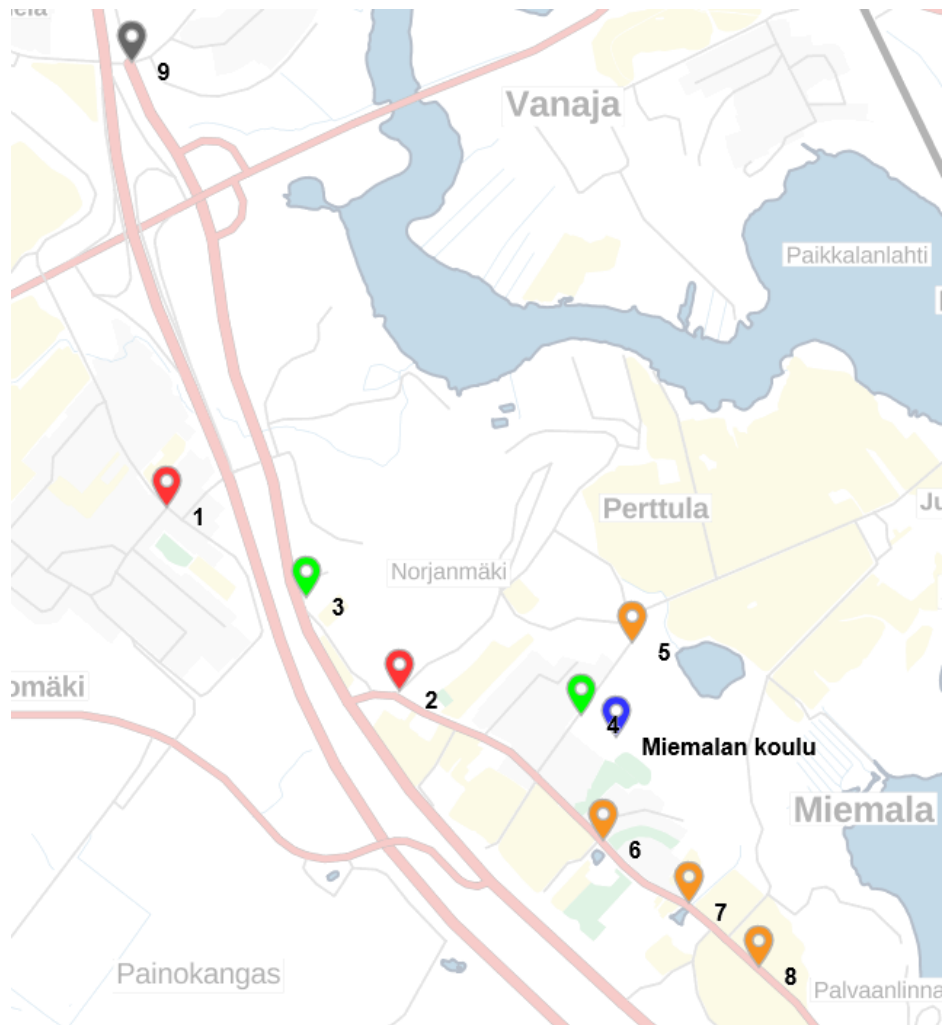 9
Vanaja
Paikkalanlahti
1
Perttula
Norjanmäki
3
5
omäki
2
4
Miemalan koulu
Miemala
6
7
8
Painokangas
Palvaanlinna